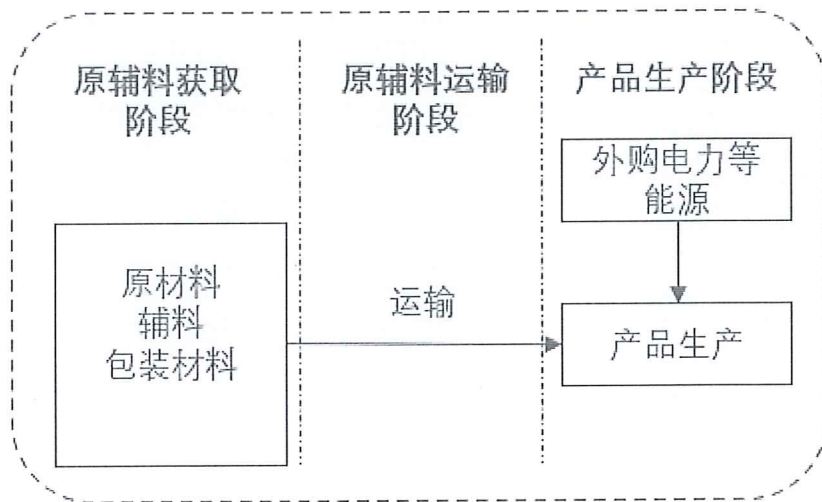 原辅料获取
阶段
原辅料运输
阶段
产品生产阶段
外购电力等
能源
原材料
辅料
包装材料
运输
产品生产